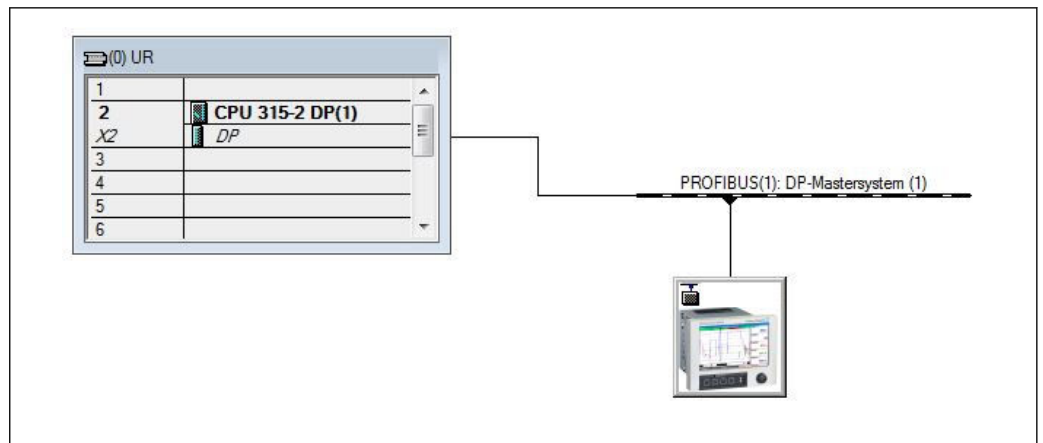 (0) UR
1
2 CPU 315-2 DP(1)
X2 DP
3
4
5
6
PROFIBUS(1): DP-Mastersystem (1)